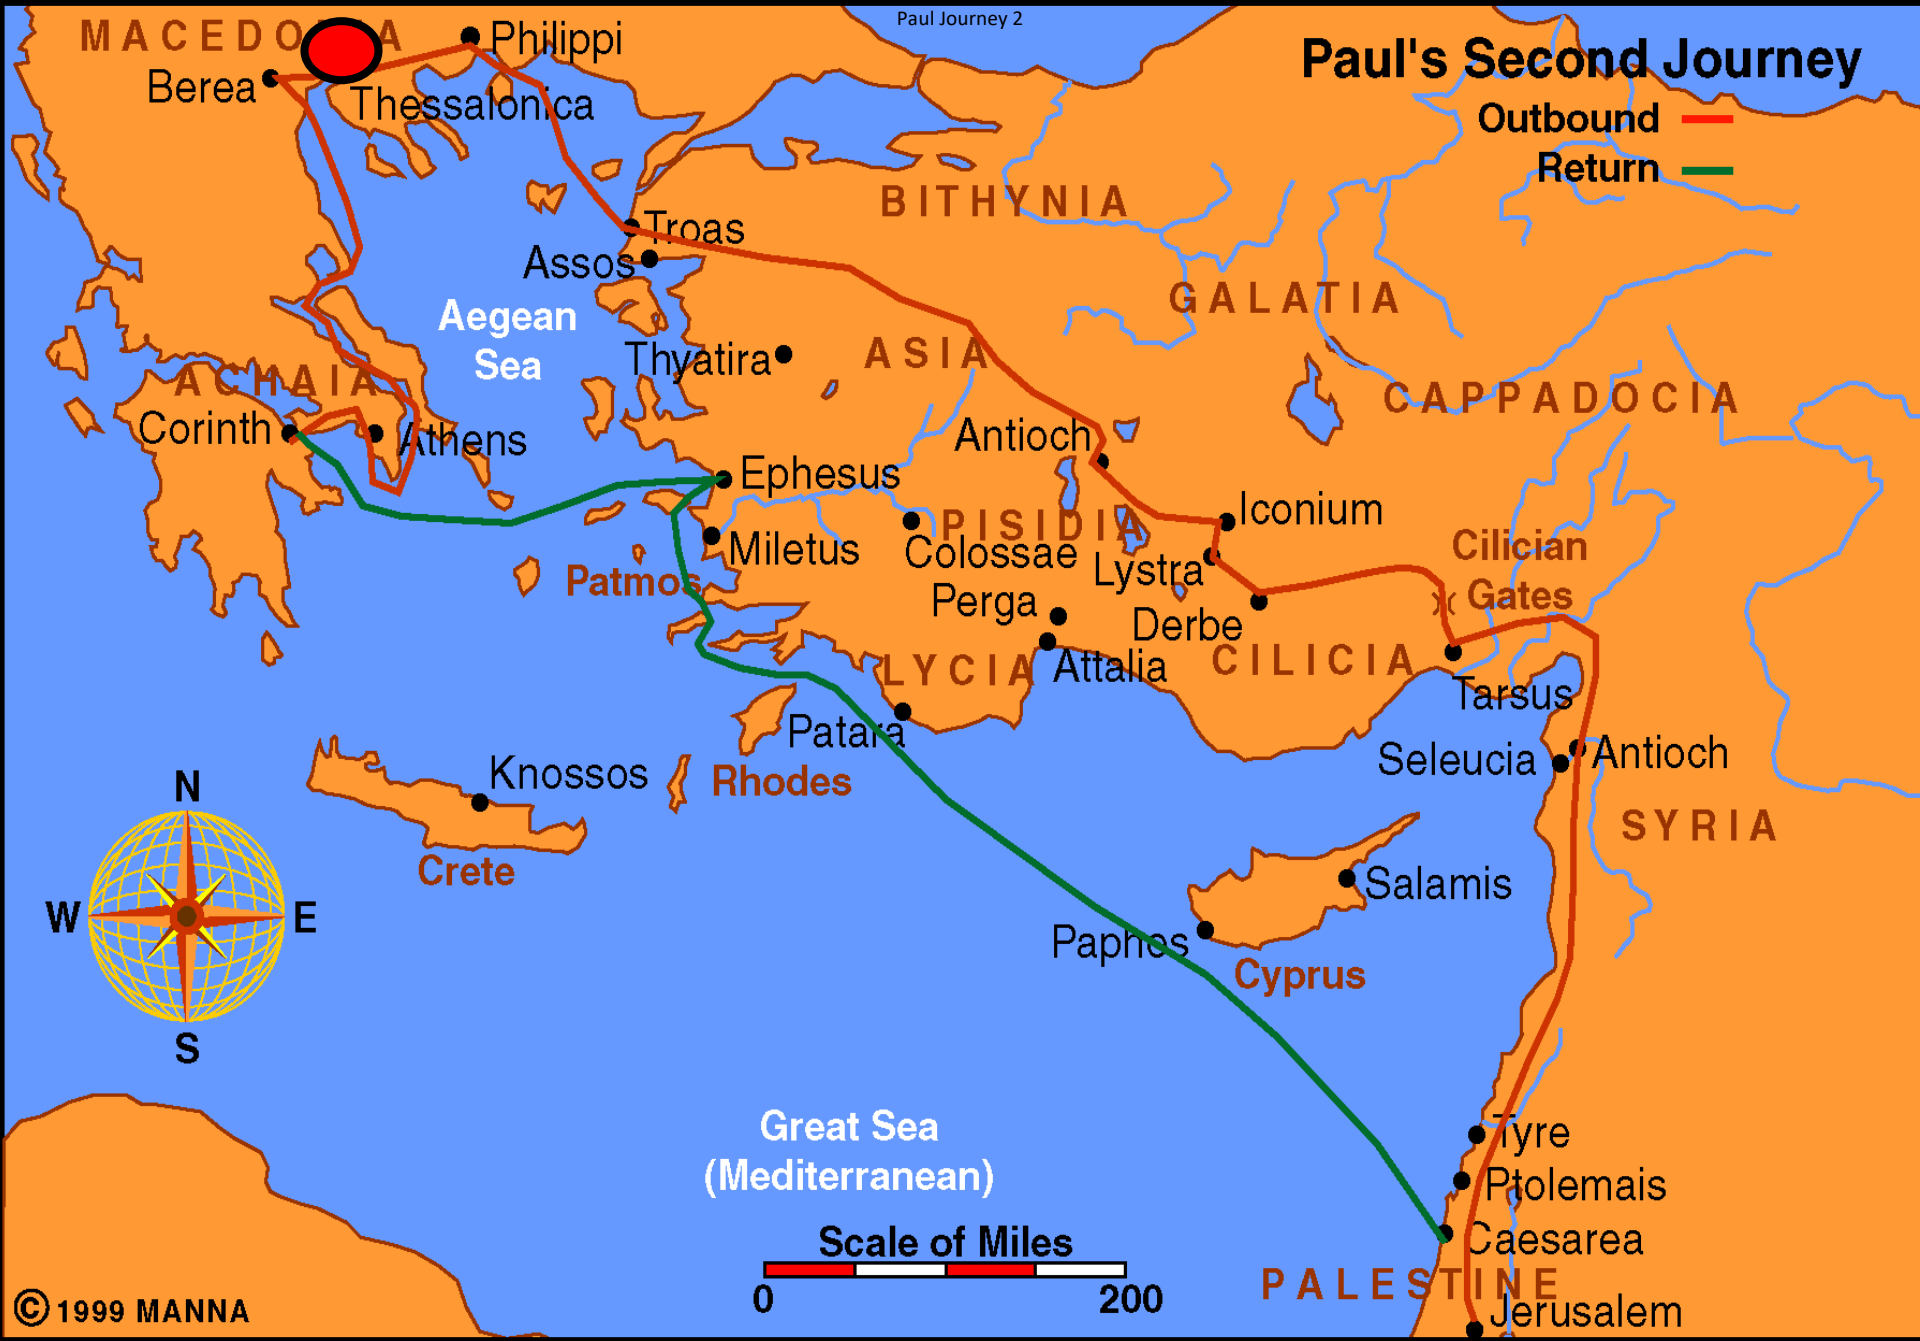 Paul Journey 2
Paul's Second Journey
Outbound
Return
MACEDO A
Philippi
Berea
Thessalonica
BITHYNIA
Troas
Assos
GALATIA
Aegean
Sea
Thyatira
ASIA
ACHAIA
CAPPADOCIA
Corinth
Athens
Antioch
Ephesus
Iconium
PISIDIA
Miletus
Colossae
Lystra
Cilician
Gates
Patmos
Perga
Derbe
LYCIA
Attalia
CILICIA
Tarsus
Patara
Seleucia
Antioch
Knossos
Rhodes
SYRIA
Crete
Salamis
N
W
E
S
Paphos
Cyprus
Great Sea
(Mediterranean)
Tyre
Ptolemais
Caesarea
Scale of Miles
0 200
PALESTINE
Jerusalem
© 1999 MANNA